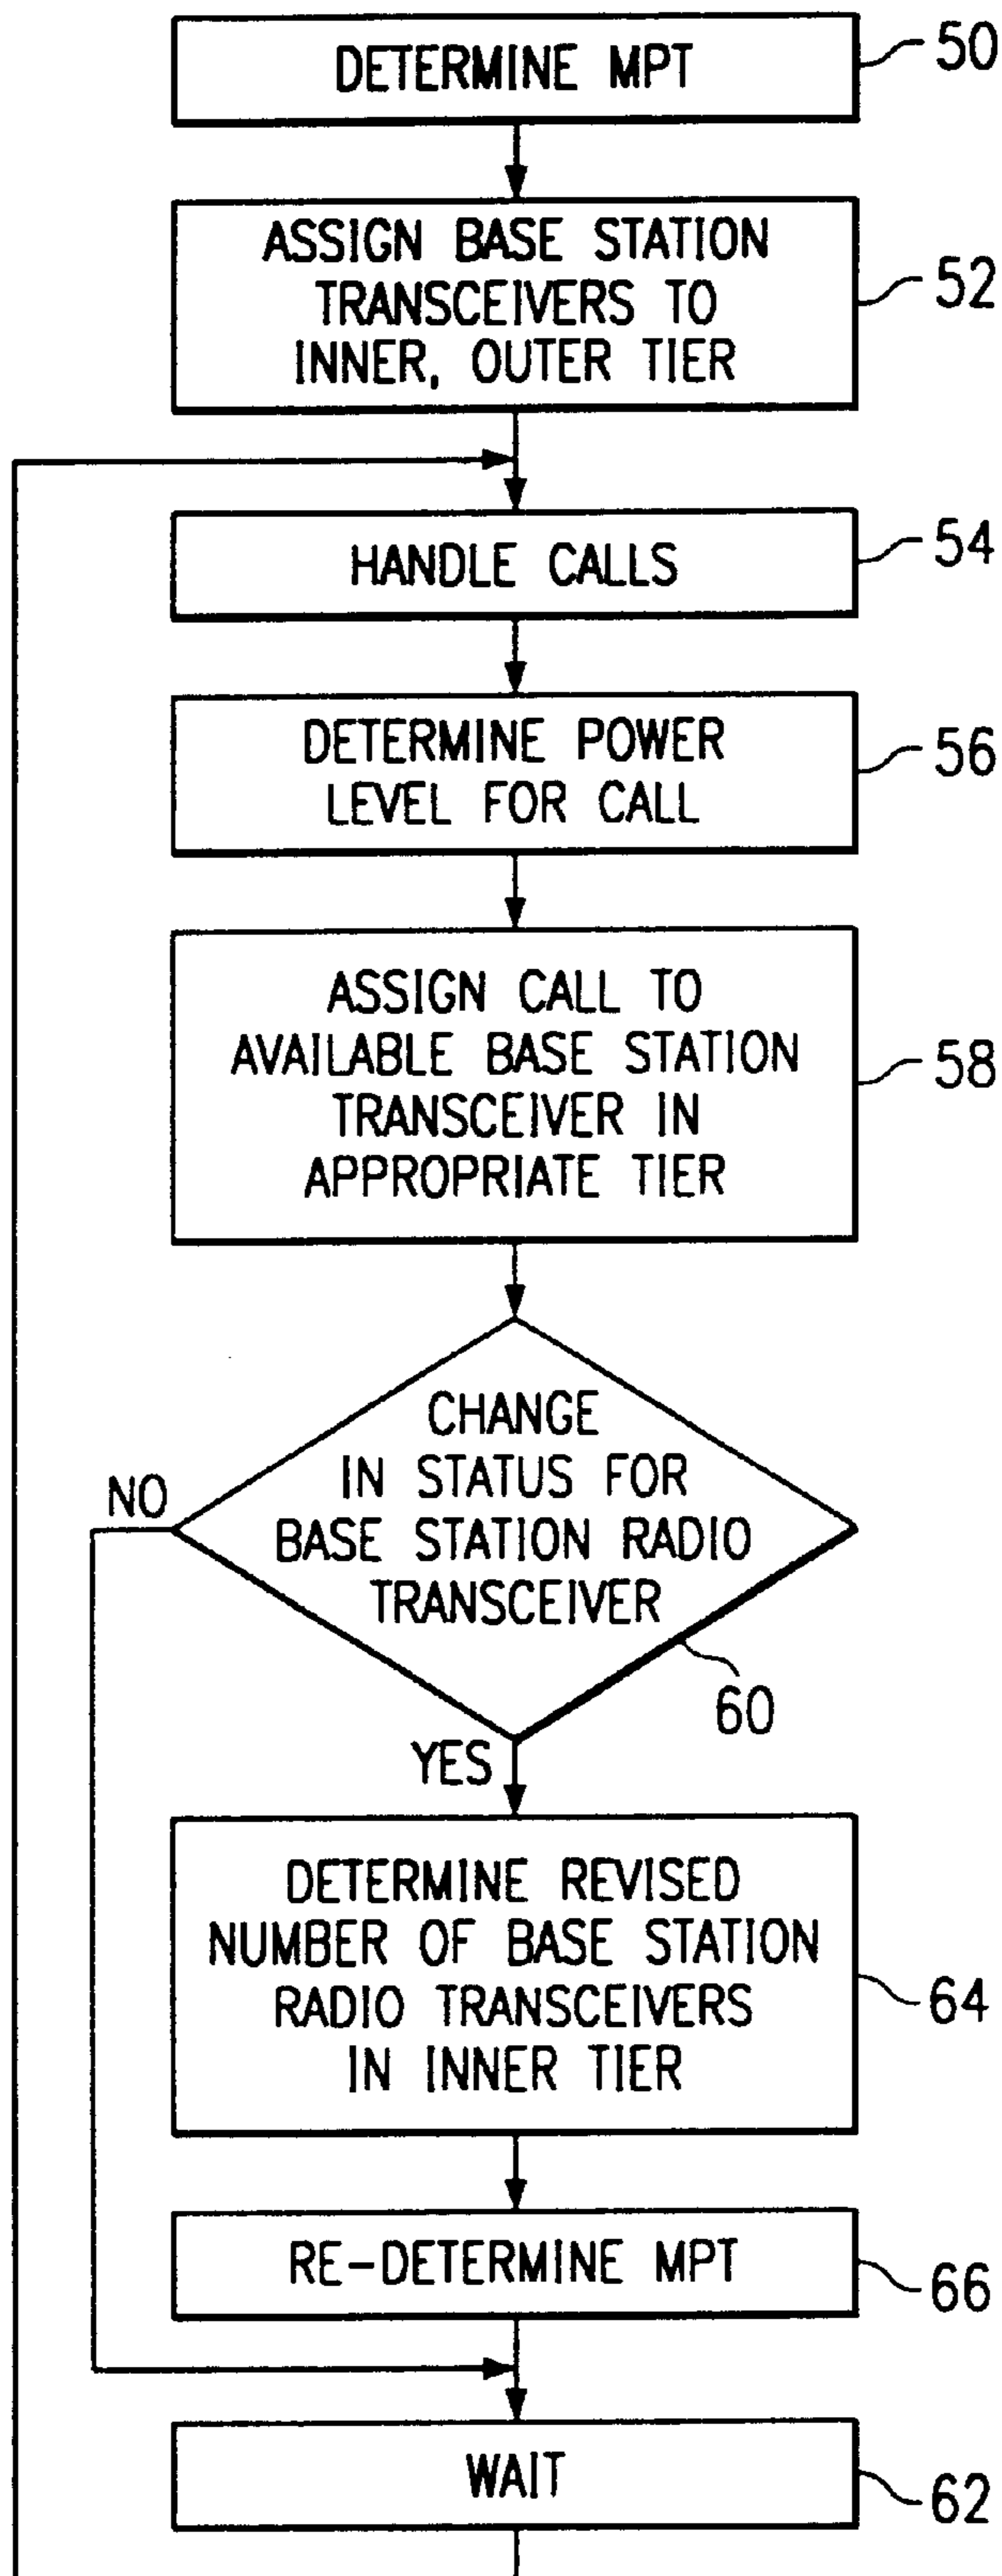 DETERMINE MPT
50
ASSIGN BASE STATION
TRANSCEIVERS TO
INNER, OUTER TIER
52
HANDLE CALLS
54
DETERMINE POWER
LEVEL FOR CALL
56
ASSIGN CALL TO
AVAILABLE BASE STATION
TRANSCEIVER IN
APPROPRIATE TIER
58
CHANGE
IN STATUS FOR
BASE STATION RADIO
TRANSCEIVER
NO
60
YES
DETERMINE REVISED
NUMBER OF BASE STATION
RADIO TRANSCEIVERS
IN INNER TIER
64
RE-DETERMINE MPT
66
WAIT
62